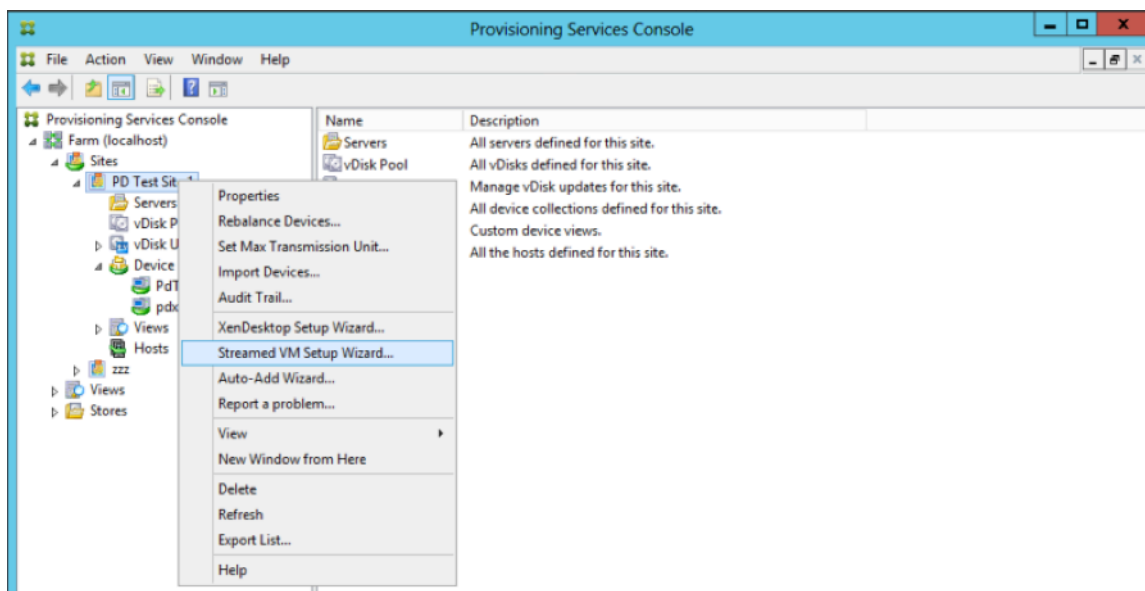 Provisioning Services Console
File Action View Window Help
Provisioning Services Console
Farm (localhost)
Sites
PD Test Sit
Servers
vDisk P
vDisk U
Device
PdT
pdx
Views
Hosts
zzz
Views
Stores
Properties
Rebalance Devices...
Set Max Transmission Unit...
Import Devices...
Audit Trail...
XenDesktop Setup Wizard...
Streamed VM Setup Wizard...
Auto-Add Wizard...
Report a problem...
View
New Window from Here
Delete
Refresh
Export List...
Help
Name Description
Servers All servers defined for this site.
vDisk Pool All vDisks defined for this site.
Manage vDisk updates for this site.
All device collections defined for this site.
Custom device views.
All the hosts defined for this site.